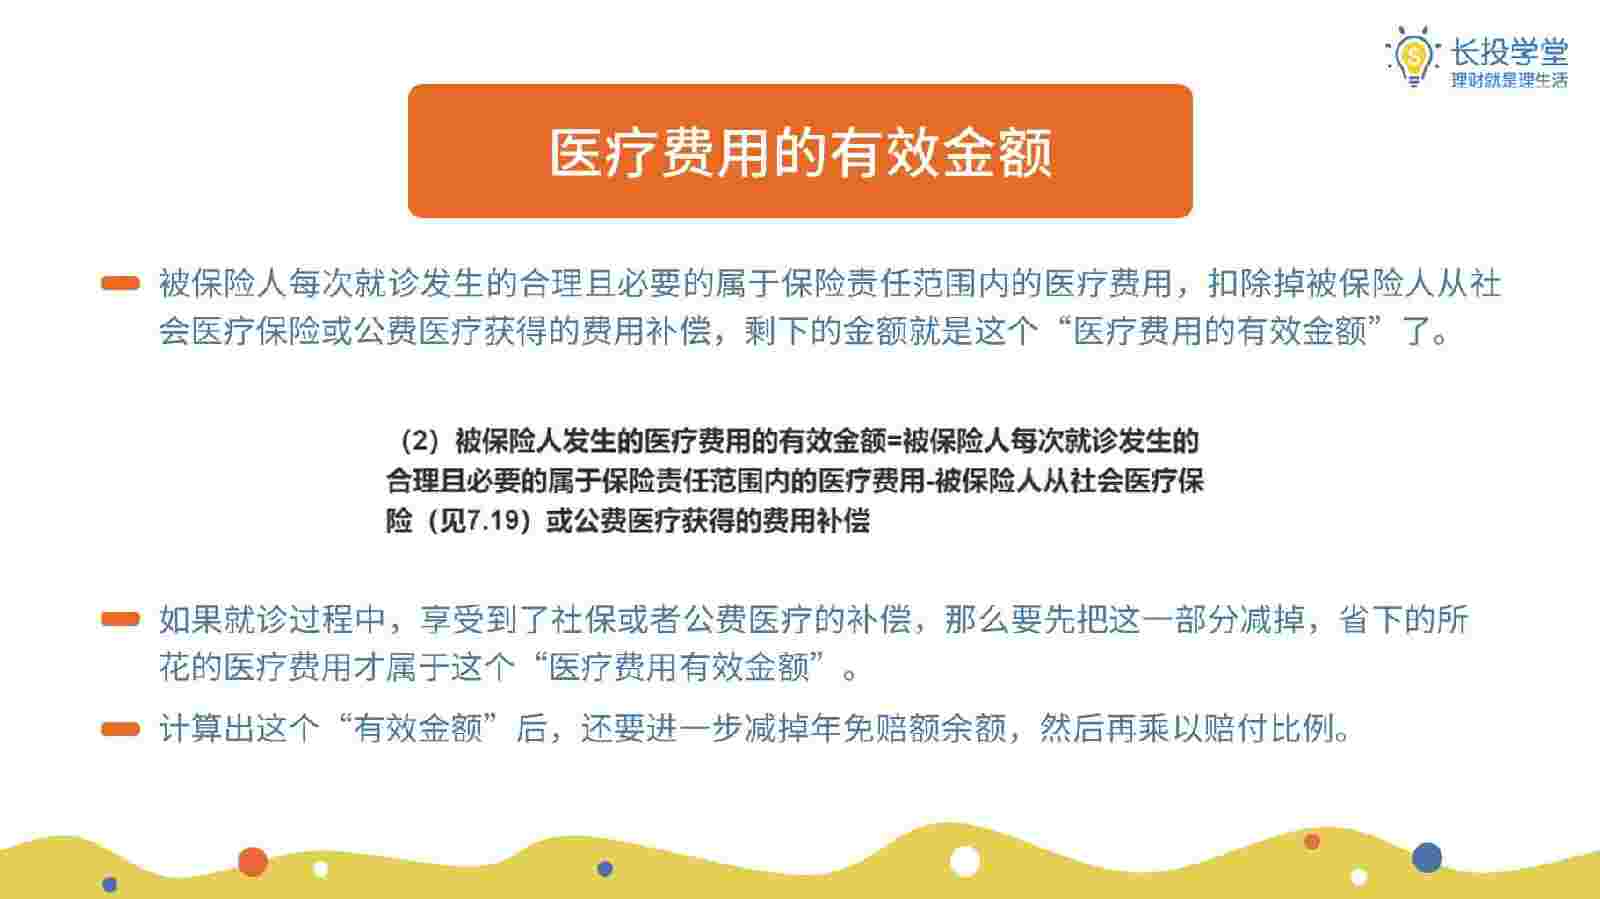 长投学堂
理财就是理生活
医疗费用的有效金额
被保险人每次就诊发生的合理且必要的属于保险责任范围内的医疗费用，扣除掉被保险人从社
会医疗保险或公费医疗获得的费用补偿，剩下的金额就是这个“医疗费用的有效金额”了。
（2）被保险人发生的医疗费用的有效金额=被保险人每次就诊发生的
合理且必要的属于保险责任范围内的医疗费用-被保险人从社会医疗保
险（见7.19）或公费医疗获得的费用补偿
如果就诊过程中，享受到了社保或者公费医疗的补偿，那么要先把这一部分减掉，省下的所
花的医疗费用才属于这个“医疗费用有效金额”。
计算出这个“有效金额”后，还要进一步减掉年免赔额余额，然后再乘以赔付比例。